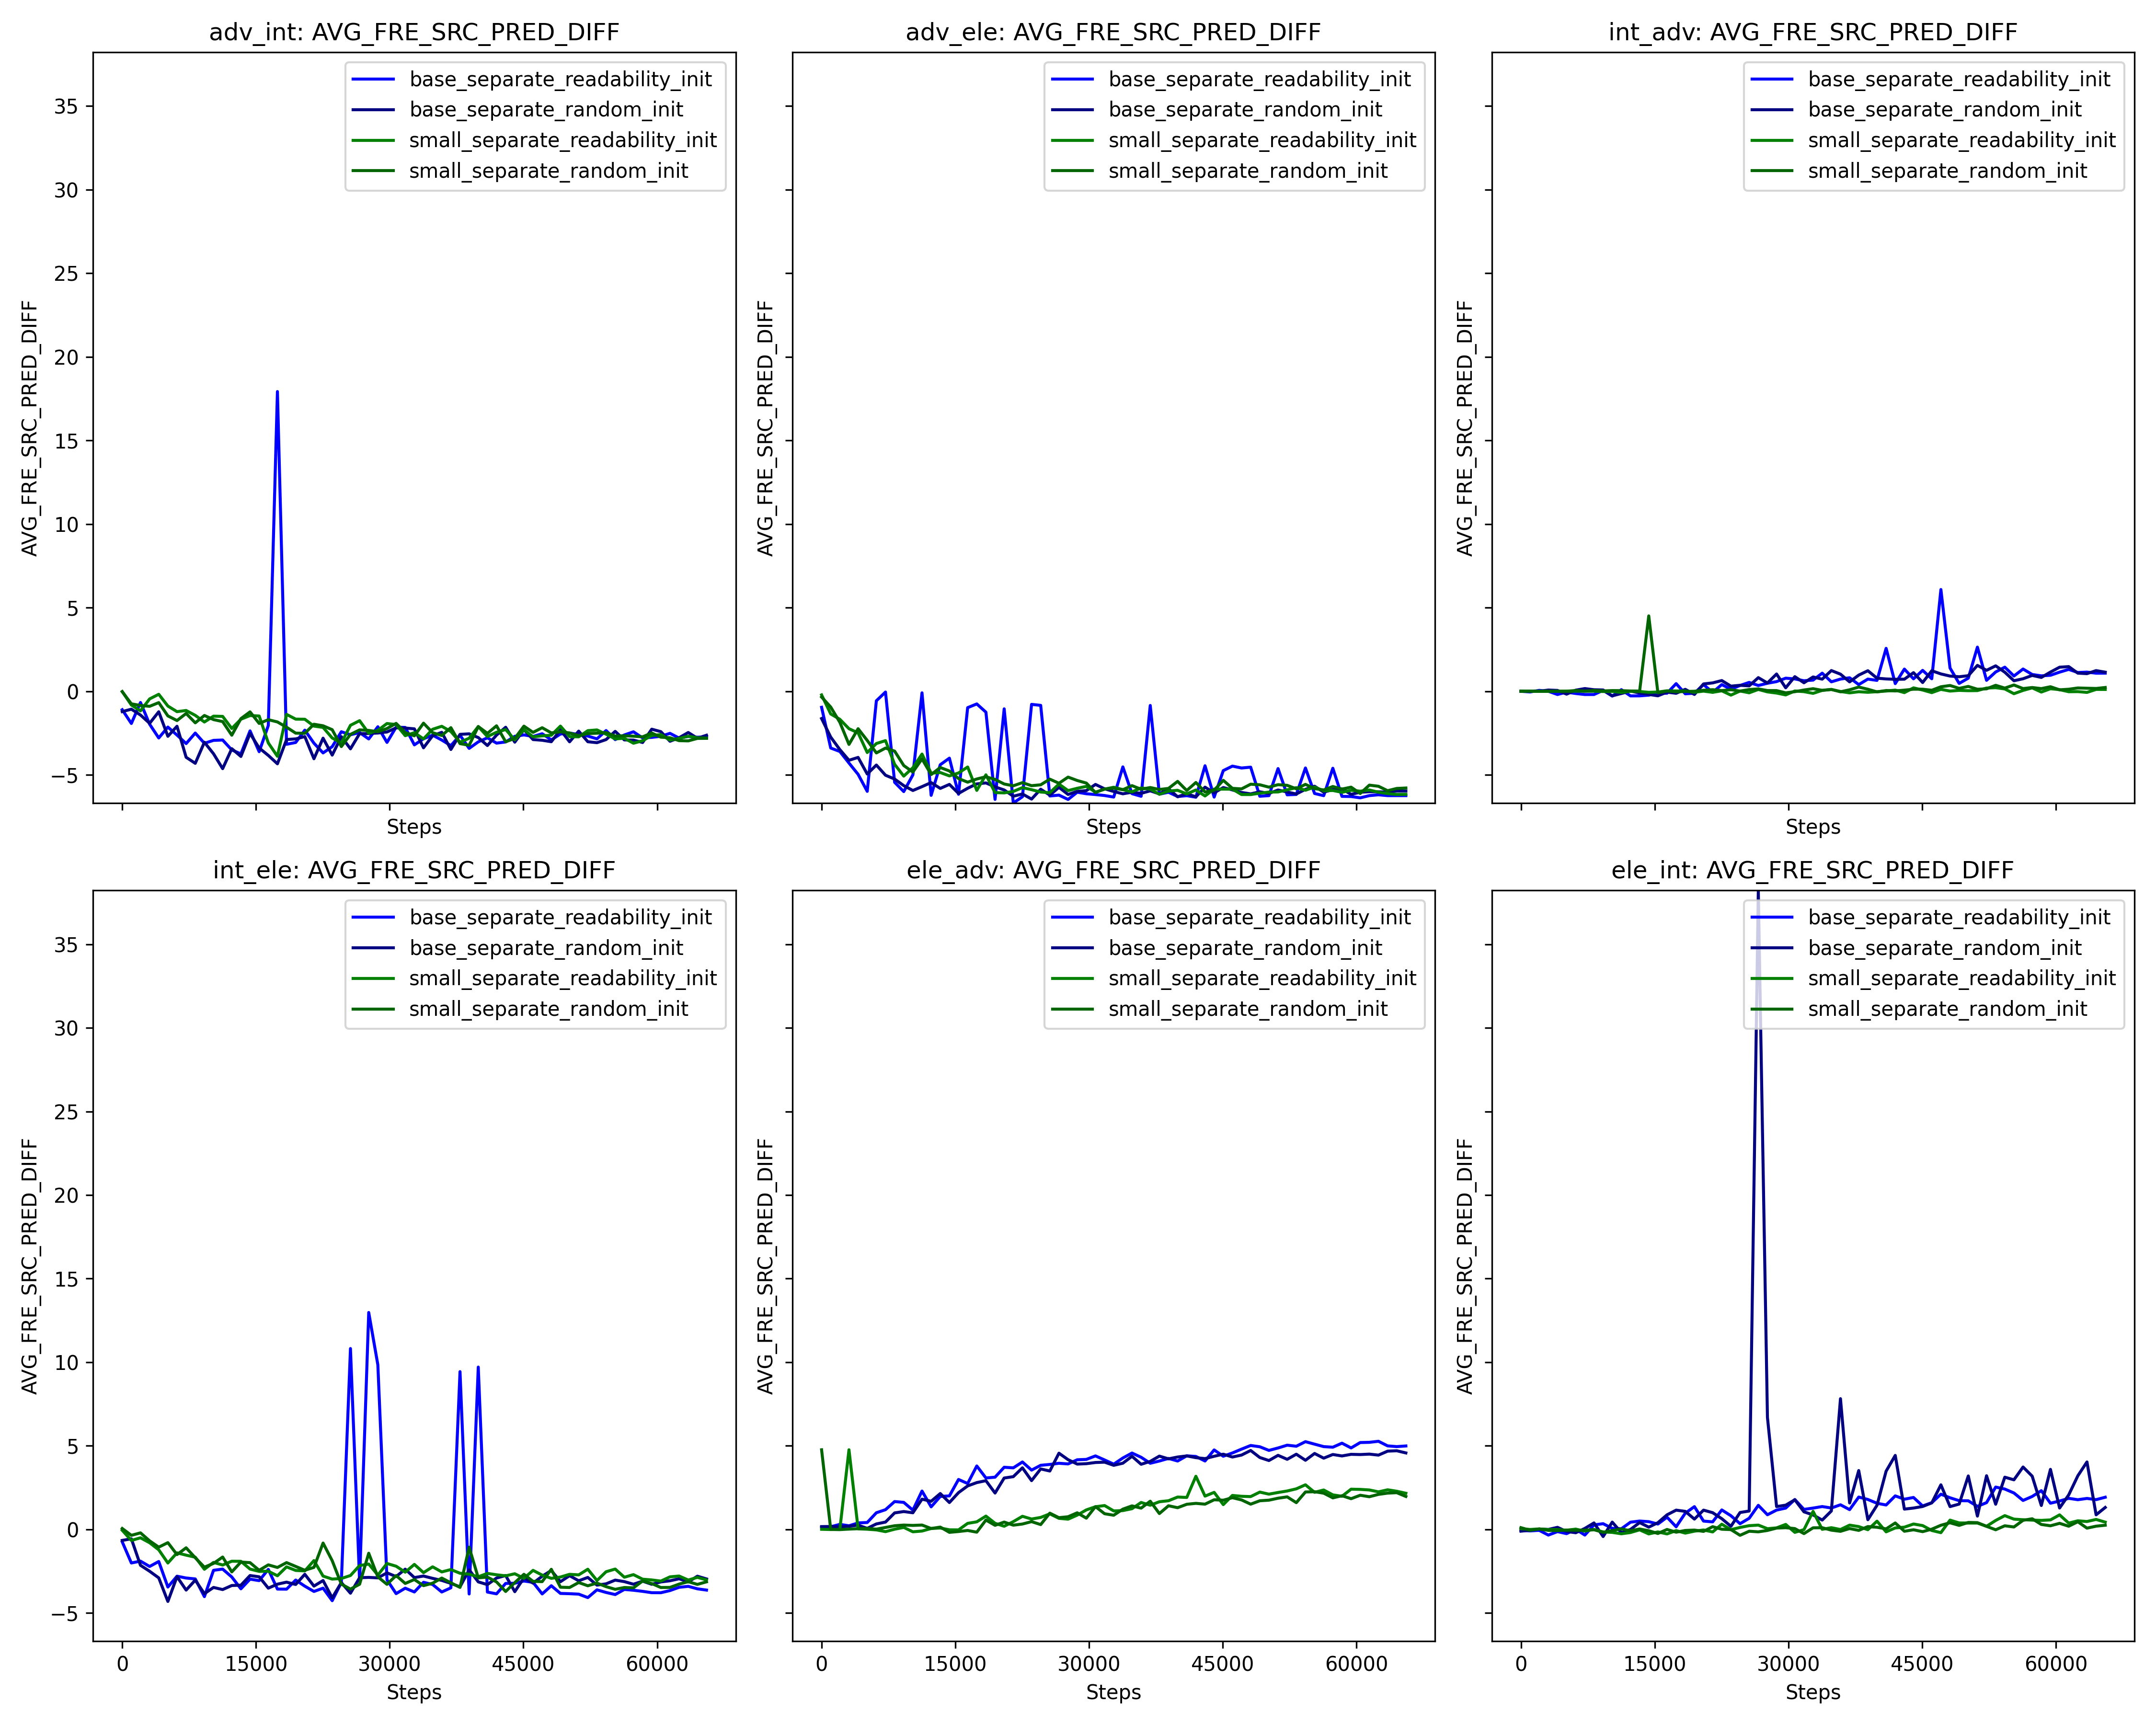 adv_int: AVG_FRE_SRC_PRED_DIFF
base_separate_readability_init
base_separate_random_init
small_separate_readability_init
small_separate_random_init
35
30
25
20
15
10
5
0
−5
AVG_FRE_SRC_PRED_DIFF
Steps
adv_ele: AVG_FRE_SRC_PRED_DIFF
base_separate_readability_init
base_separate_random_init
small_separate_readability_init
small_separate_random_init
AVG_FRE_SRC_PRED_DIFF
Steps
int_adv: AVG_FRE_SRC_PRED_DIFF
base_separate_readability_init
base_separate_random_init
small_separate_readability_init
small_separate_random_init
AVG_FRE_SRC_PRED_DIFF
Steps
int_ele: AVG_FRE_SRC_PRED_DIFF
base_separate_readability_init
base_separate_random_init
small_separate_readability_init
small_separate_random_init
35
30
25
20
15
10
5
0
−5
AVG_FRE_SRC_PRED_DIFF
0 15000 30000 45000 60000
Steps
ele_adv: AVG_FRE_SRC_PRED_DIFF
base_separate_readability_init
base_separate_random_init
small_separate_readability_init
small_separate_random_init
AVG_FRE_SRC_PRED_DIFF
0 15000 30000 45000 60000
Steps
ele_int: AVG_FRE_SRC_PRED_DIFF
base_separate_readability_init
base_separate_random_init
small_separate_readability_init
small_separate_random_init
AVG_FRE_SRC_PRED_DIFF
0 15000 30000 45000 60000
Steps